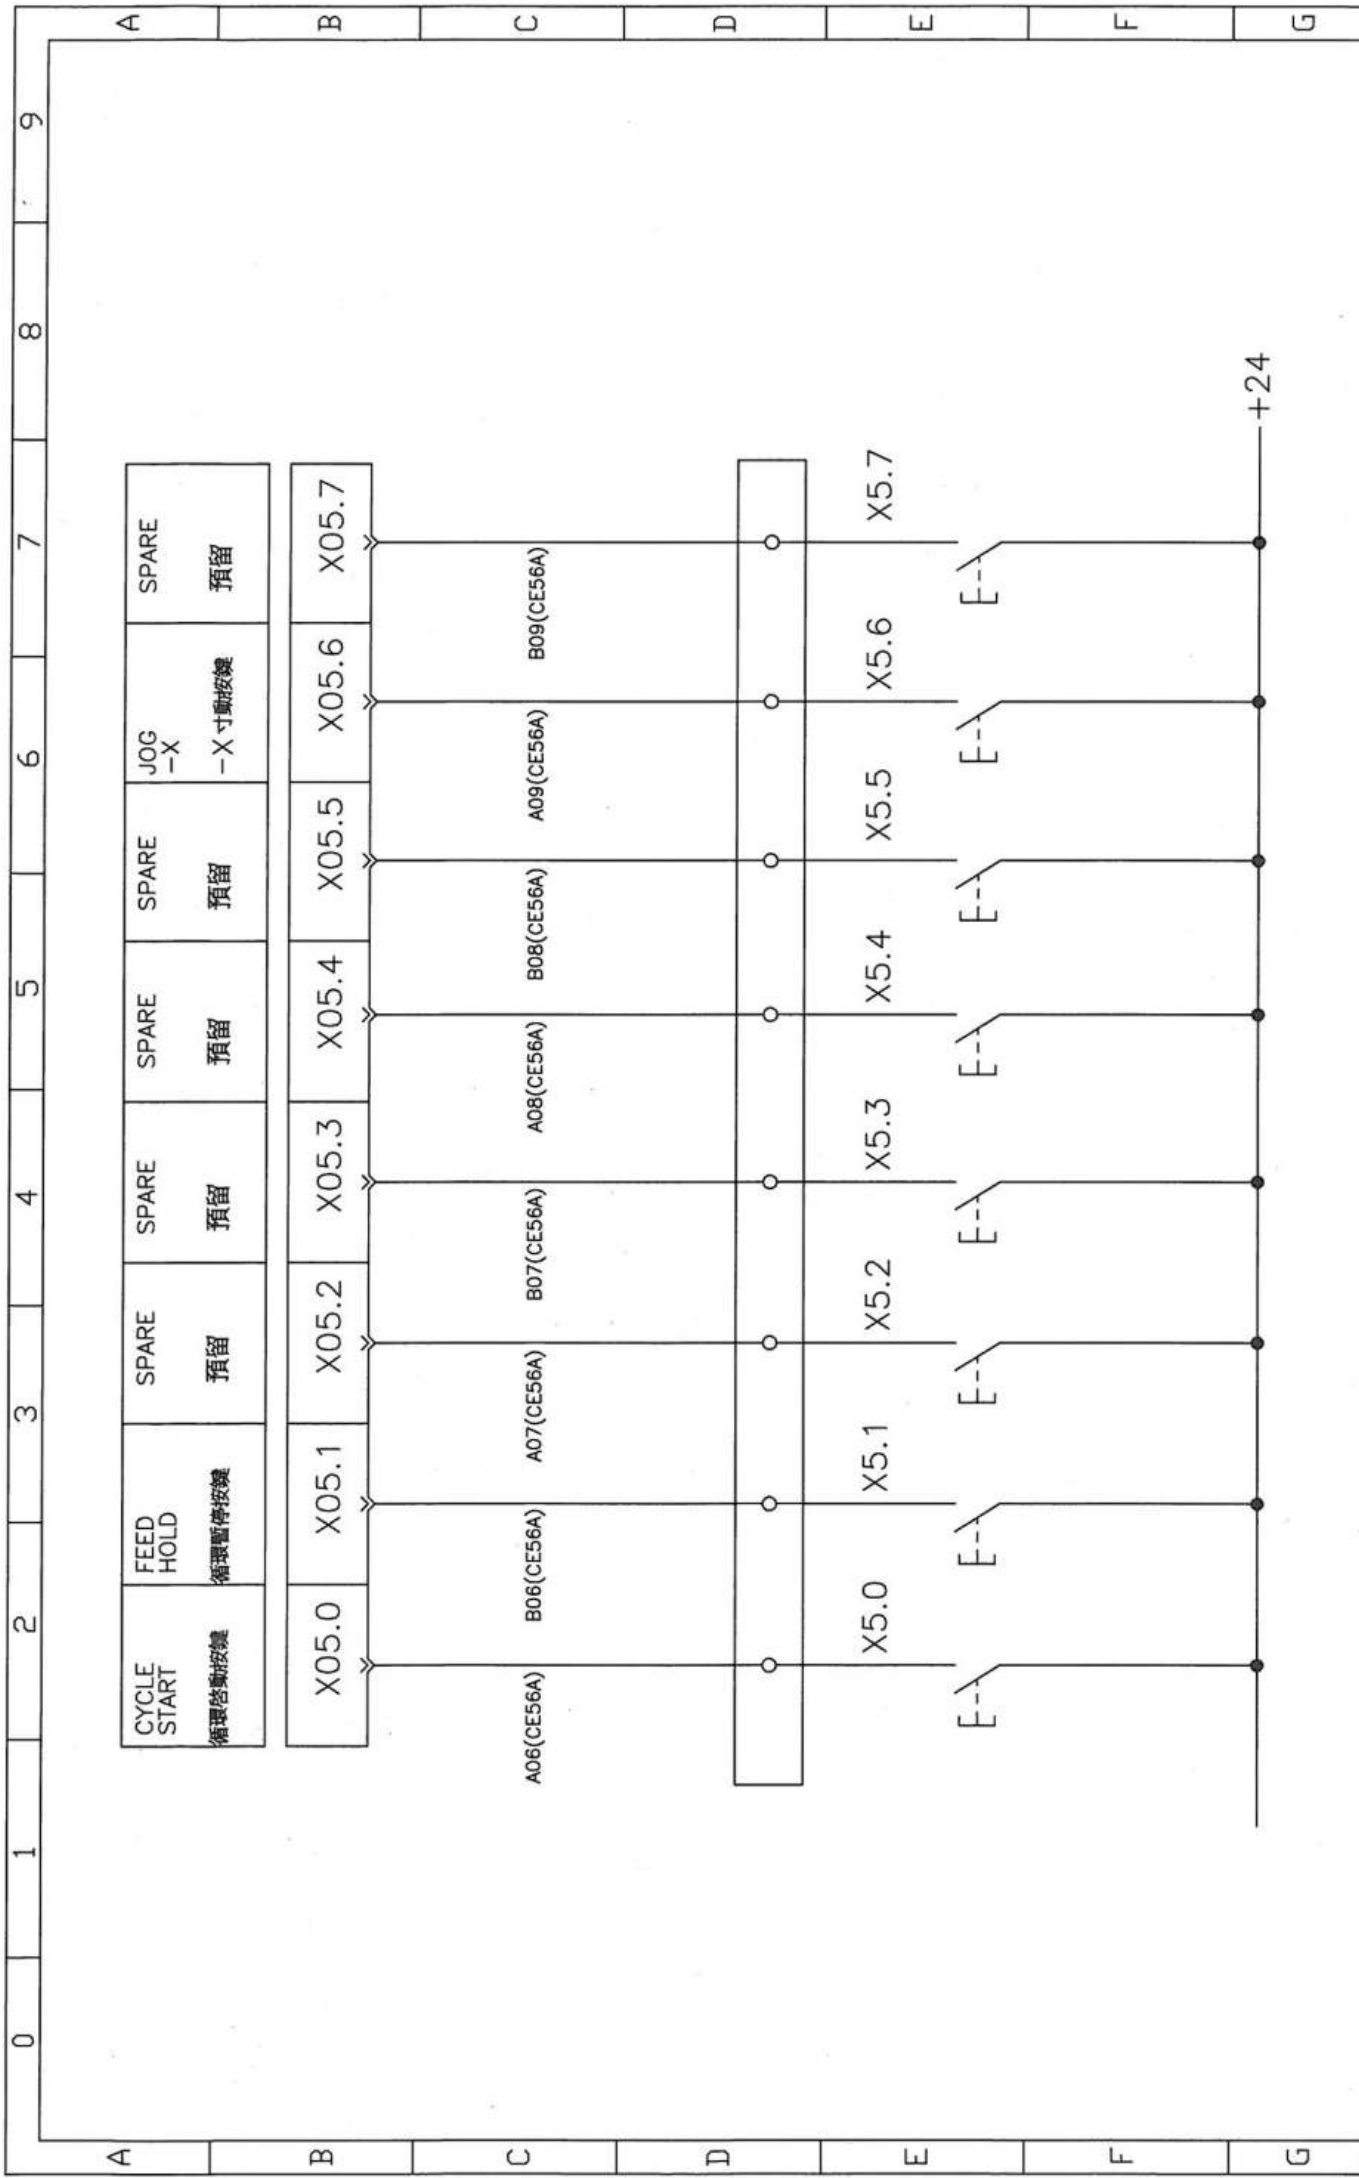 0 1 2 3 4 5 6 7 8 9
A
B
C
D
E
F
G
A
B
C
D
E
F
G
CYCLE
START
循環啓動按鍵
FEED
HOLD
循環暫停按鍵
SPARE
預留
SPARE
預留
SPARE
預留
SPARE
預留
JOG
-X
-X 寸動按鍵
SPARE
預留
X05.0 X05.1 X05.2 X05.3 X05.4 X05.5 X05.6 X05.7
A06(CE56A) B06(CE56A) A07(CE56A) B07(CE56A) A08(CE56A) B08(CE56A) A09(CE56A) B09(CE56A)
X5.0 X5.1 X5.2 X5.3 X5.4 X5.5 X5.6 X5.7
+24